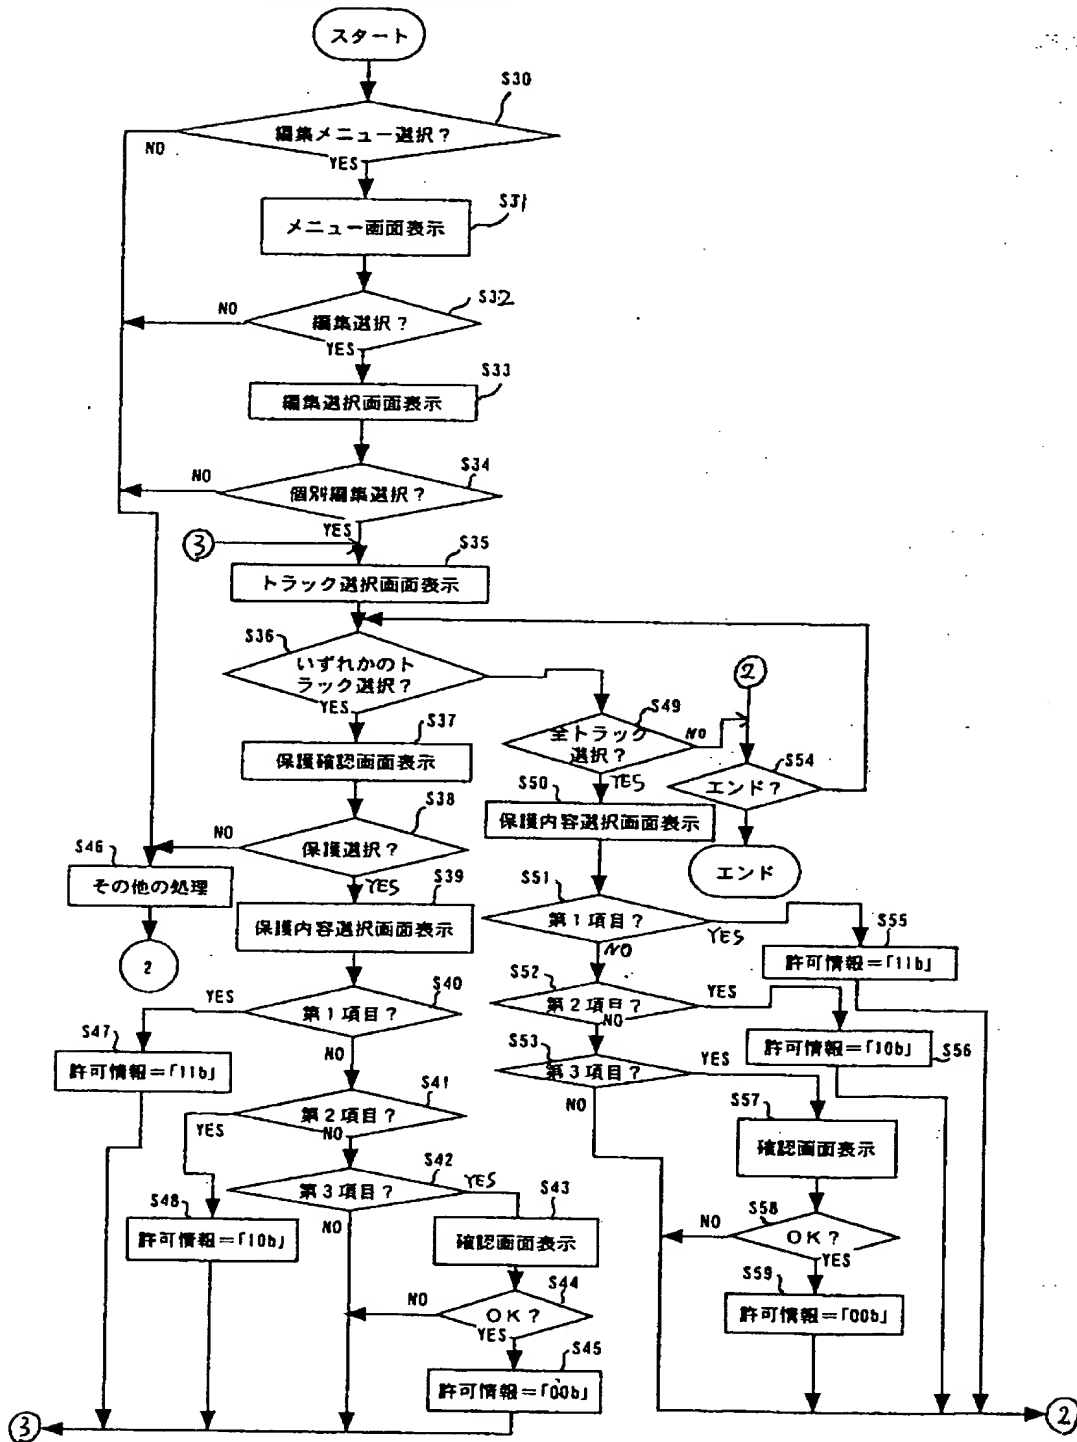 スタート
S30
編集メニュー選択?
NO
YES
S31
メニュー画面表示
S32
編集選択?
NO
YES
S33
編集選択画面表示
S34
個別編集選択?
NO
YES
③
S35
トラック選択画面表示
S36
いずれかのト
ラック選択?
YES
S37
保護確認画面表示
S38
保護選択?
NO
YES
S46
その他の処理
2
S39
保護内容選択画面表示
S40
第1項目?
YES
NO
S47
許可情報=「11b」
S41
第2項目?
YES
NO
S48
許可情報=「10b」
S42
第3項目?
YES
NO
S43
確認画面表示
S44
OK?
NO
YES
S45
許可情報=「00b」
③
②
S49
全トラック
選択?
NO
YES
S54
エンド?
エンド
S50
保護内容選択画面表示
S51
第1項目?
YES
NO
S55
許可情報=「11b」
S52
第2項目?
YES
NO
許可情報=「10b」
S56
S53
第3項目?
YES
NO
S57
確認画面表示
S58
OK?
NO
YES
S59
許可情報=「00b」
②